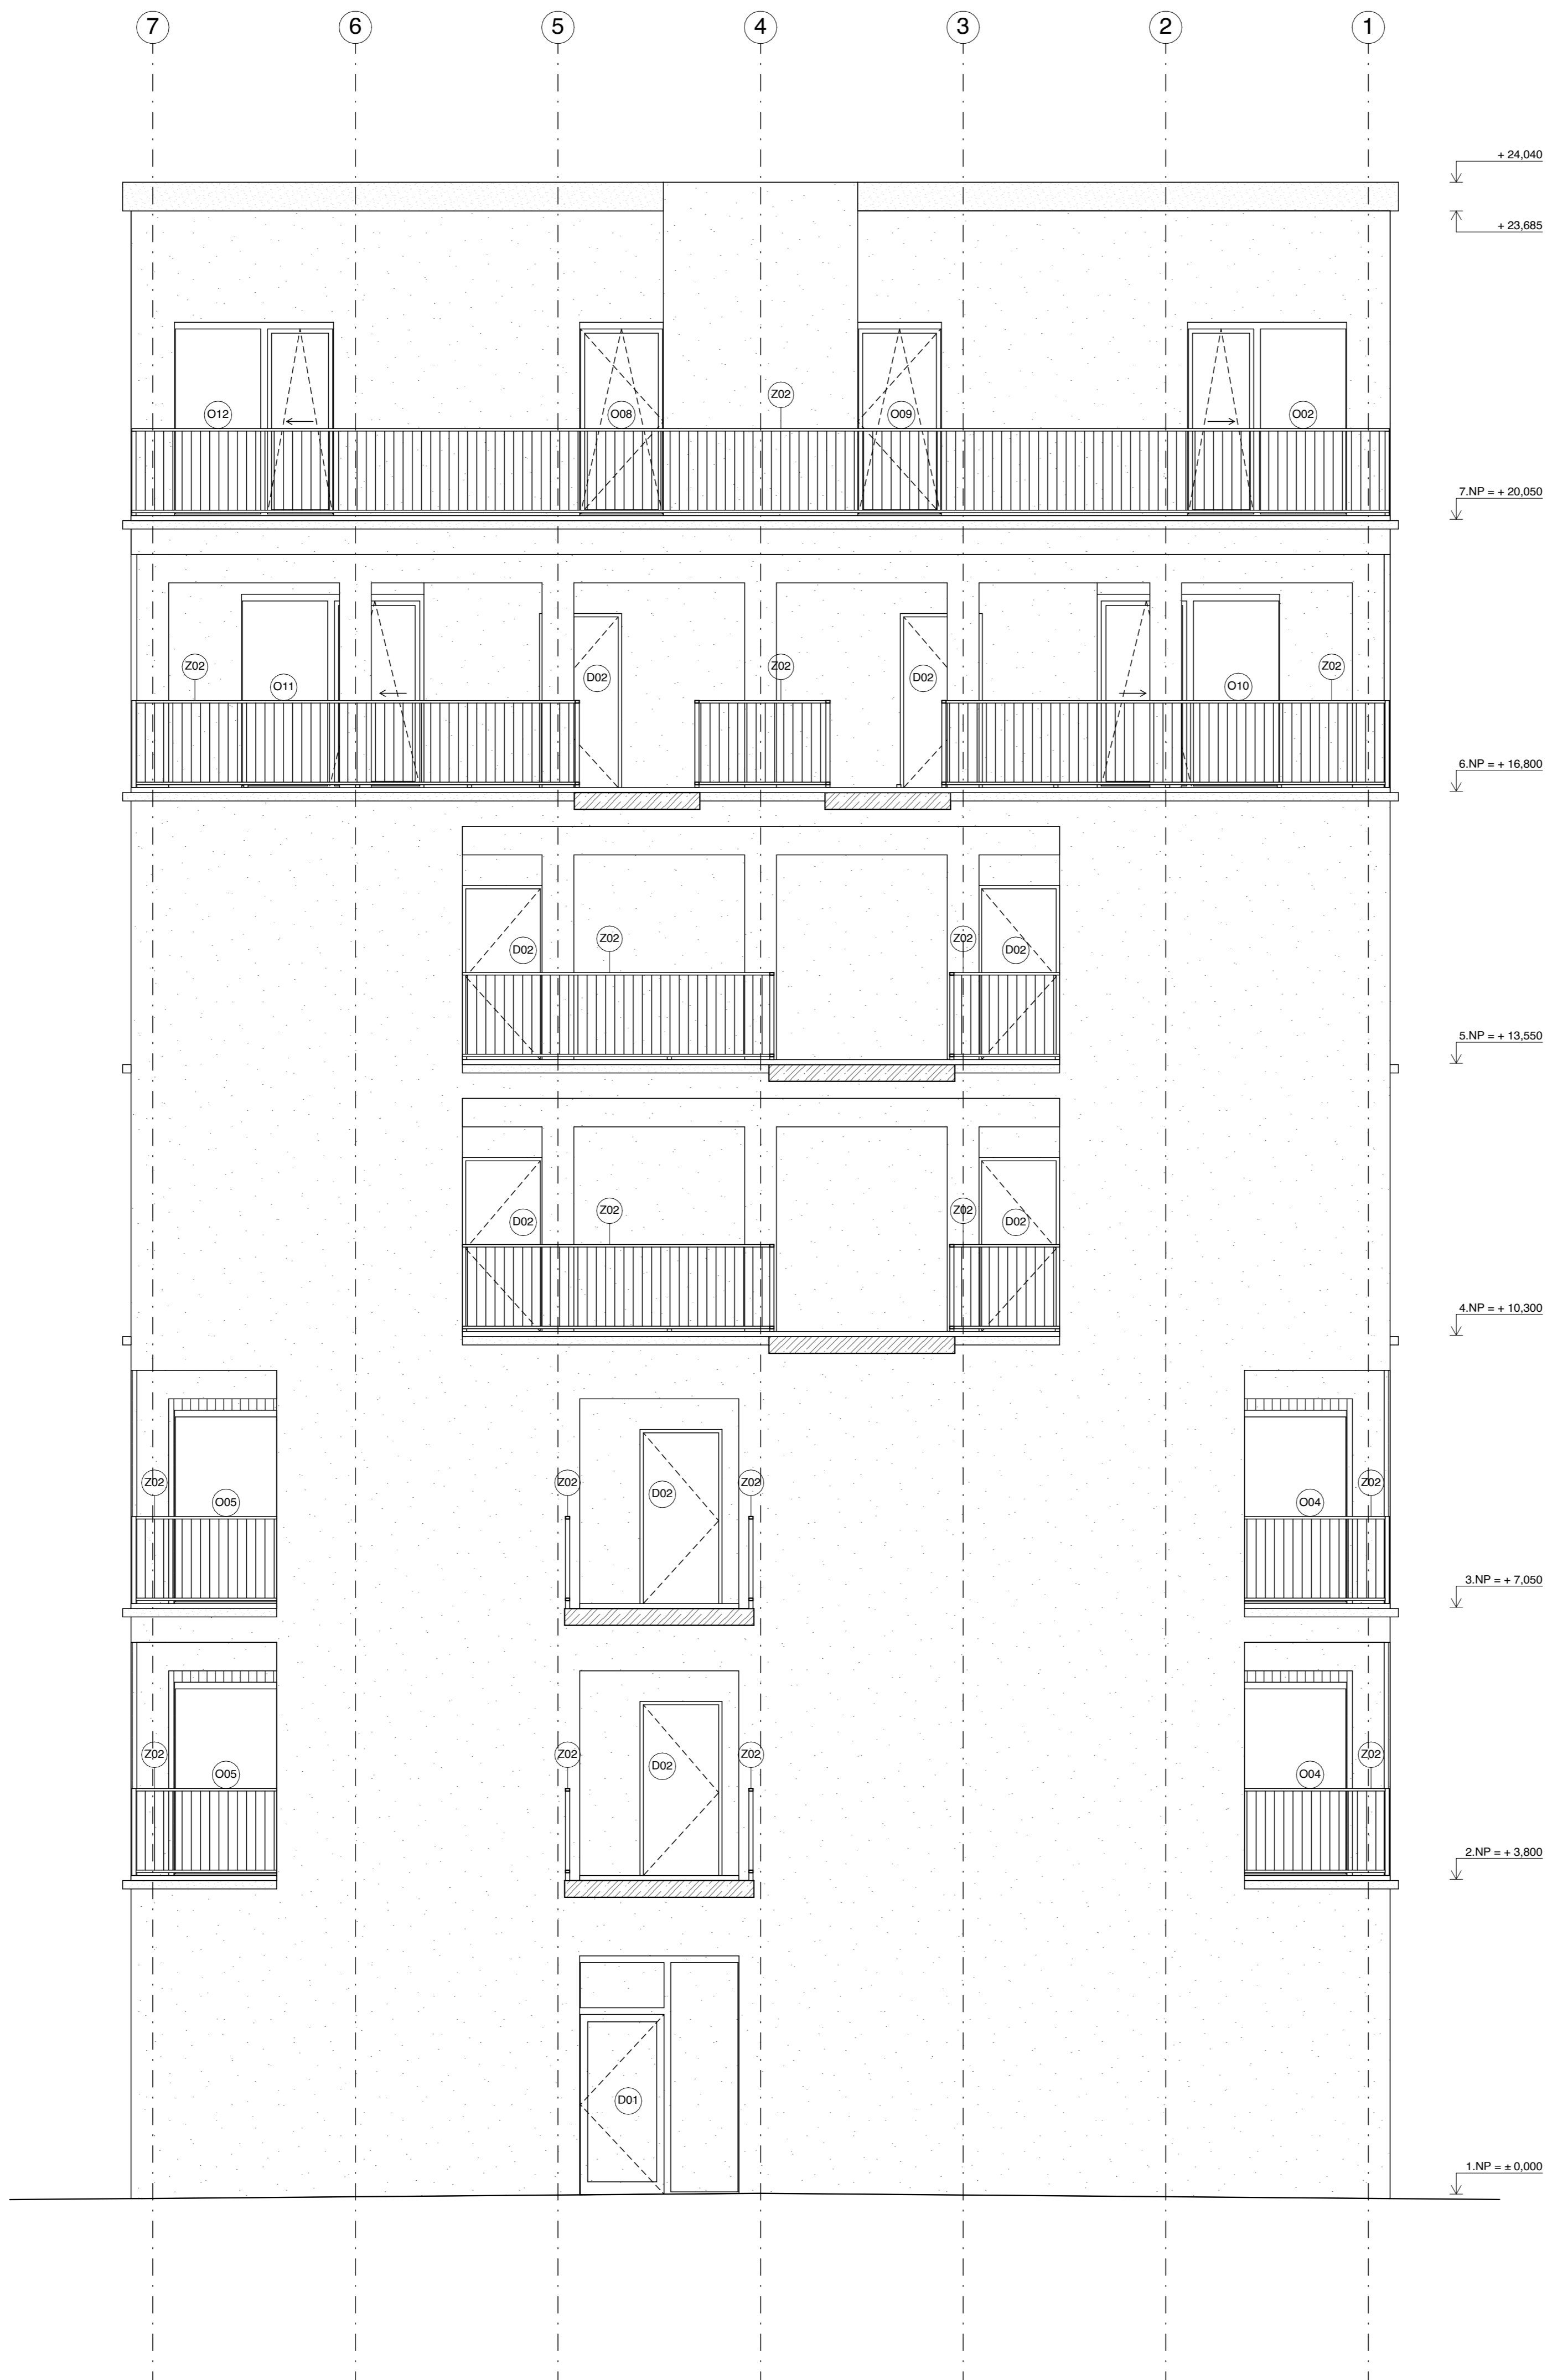 7 6 5 4 3 2 1
+ 24,040
+ 23,685
Z02
O12 O08 O09 O02
7.NP = + 20,050
Z02 Z02 Z02
D02 D02
O11 O10
6.NP = + 16,800
Z02 Z02
D02 D02
5.NP = + 13,550
Z02 Z02
D02 D02
4.NP = + 10,300
Z02 Z02 Z02 Z02
D02
O05 O04
3.NP = + 7,050
Z02 Z02 Z02 Z02
D02
O05 O04
2.NP = + 3,800
D01
1.NP = ± 0,000